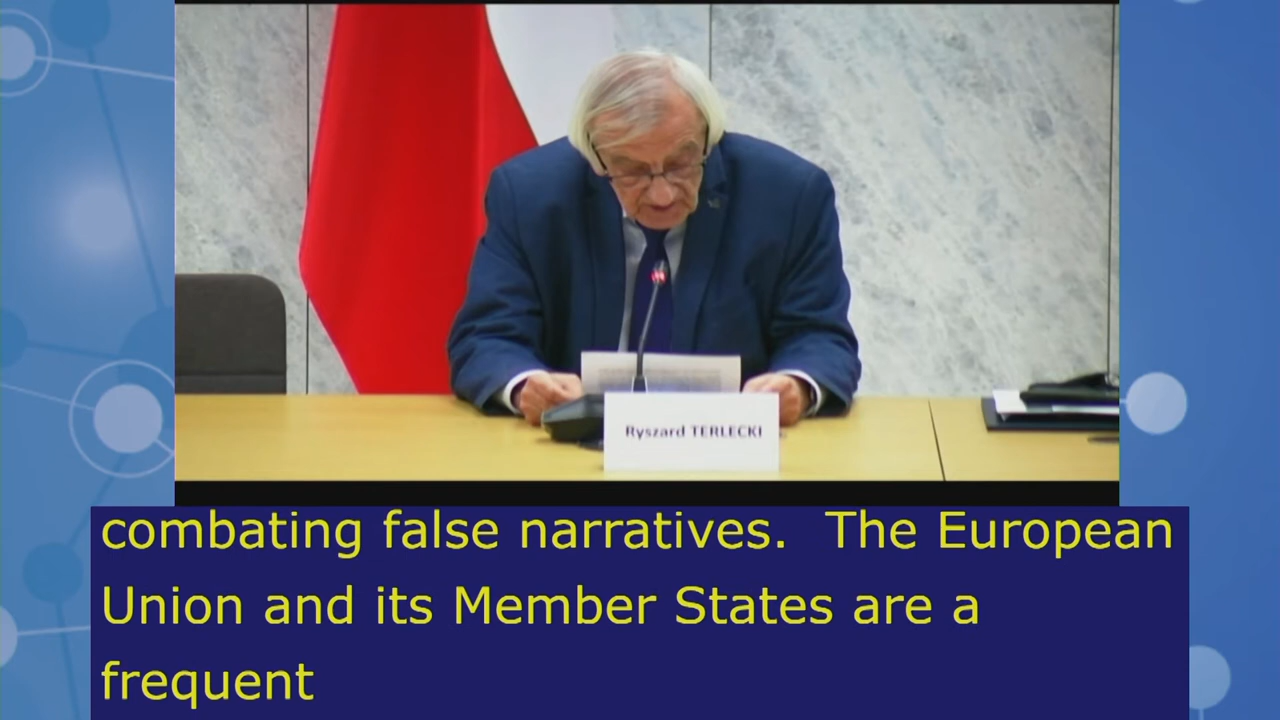 Ryszard TERLECKI
combating false narratives.  The European
Union and its Member States are a
frequent